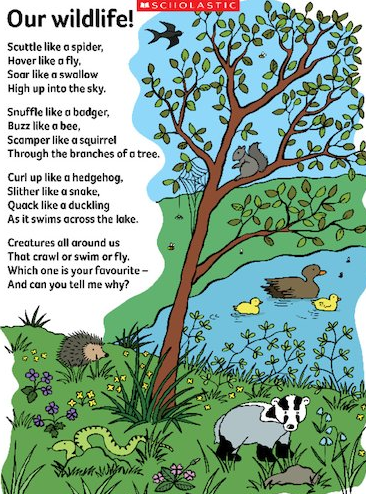 SCHOLASTIC
Our wildlife!
Scuttle like a spider,
Hover like a fly,
Soar like a swallow
High up into the sky.
Snuffle like a badger,
Buzz like a bee,
Scamper like a squirrel
Through the branches of a tree.
Curl up like a hedgehog,
Slither like a snake,
Quack like a duckling
As it swims across the lake.
Creatures all around us
That crawl or swim or fly.
Which one is your favourite –
And can you tell me why?